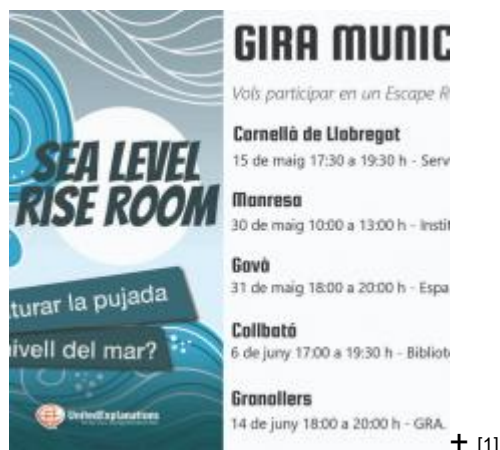 SEA LEVEL
RISE ROOM
turar la pujada
ivell del mar?
UnitedExplanations
GIRA MUNIC
Vols participar en un Escape R
Cornellà de Llobregat
15 de maig 17:30 a 19:30 h - Serv
Manresa
30 de maig 10:00 a 13:00 h - Instit
Gavà
31 de maig 18:00 a 20:00 h - Espa
Collbató
6 de juny 17:00 a 19:30 h - Bibliot
Granollers
14 de juny 18:00 a 20:00 h - GRA.
+ [1]